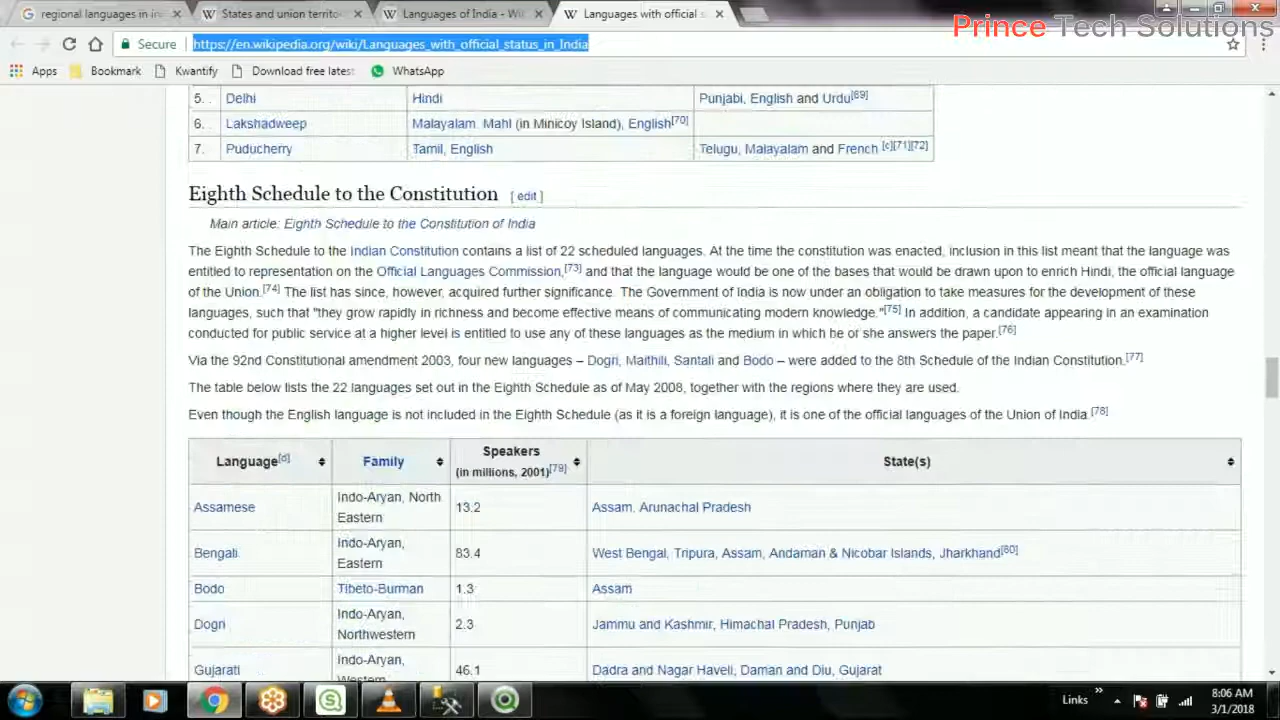 regional languages in in
States and union territo
Languages of India - Wi
Languages with official s
Prince Tech Solutions
Secure
https://en.wikipedia.org/wiki/Languages_with_official_status_in_India
Apps Bookmark Kwantify Download free lates WhatsApp
5. Delhi Hindi Punjabi, English and Urdu[69]
6. Lakshadweep Malayalam Mahl (in Minicoy Island), English[70]
7. Puducherry Tamil, English Telugu, Malayalam and French [c][71][72]
Eighth Schedule to the Constitution [ edit ]
Main article: Eighth Schedule to the Constitution of India
The Eighth Schedule to the Indian Constitution contains a list of 22 scheduled languages. At the time the constitution was enacted, inclusion in this list meant that the language was
entitled to representation on the Official Languages Commission,[73] and that the language would be one of the bases that would be drawn upon to enrich Hindi, the official language
of the Union.[74] The list has since, however, acquired further significance. The Government of India is now under an obligation to take measures for the development of these
languages, such that "they grow rapidly in richness and become effective means of communicating modern knowledge."[75] In addition, a candidate appearing in an examination
conducted for public service at a higher level is entitled to use any of these languages as the medium in which he or she answers the paper.[76]
Via the 92nd Constitutional amendment 2003, four new languages – Dogri, Maithili, Santali and Bodo – were added to the 8th Schedule of the Indian Constitution.[77]
The table below lists the 22 languages set out in the Eighth Schedule as of May 2008, together with the regions where they are used.
Even though the English language is not included in the Eighth Schedule (as it is a foreign language), it is one of the official languages of the Union of India.[78]
Language[d] Family Speakers (in millions, 2001)[79] State(s)
Assamese Indo-Aryan, North Eastern 13.2 Assam, Arunachal Pradesh
Bengali Indo-Aryan, Eastern 83.4 West Bengal, Tripura, Assam, Andaman & Nicobar Islands, Jharkhand[80]
Bodo Tibeto-Burman 1.3 Assam
Dogri Indo-Aryan, Northwestern 2.3 Jammu and Kashmir, Himachal Pradesh, Punjab
Gujarati Indo-Aryan, Western 46.1 Dadra and Nagar Haveli, Daman and Diu, Gujarat
Links
8:06 AM
3/1/2018